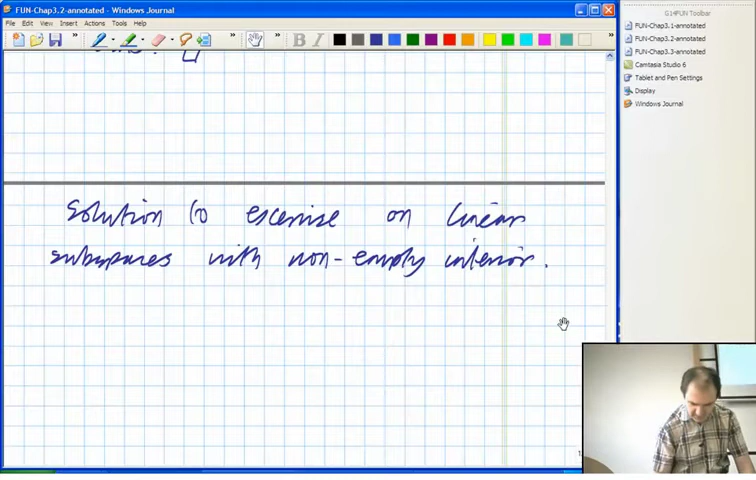 FUN-Chap3.2-annotated - Windows Journal
File Edit View Insert Actions Tools Help
B I
Solution to exercise on linear
subspaces with non-empty interior.
G14FUN Toolbar
FUN-Chap3.1-annotated
FUN-Chap3.2-annotated
FUN-Chap3.3-annotated
Camtasia Studio 6
Tablet and Pen Settings
Display
Windows Journal